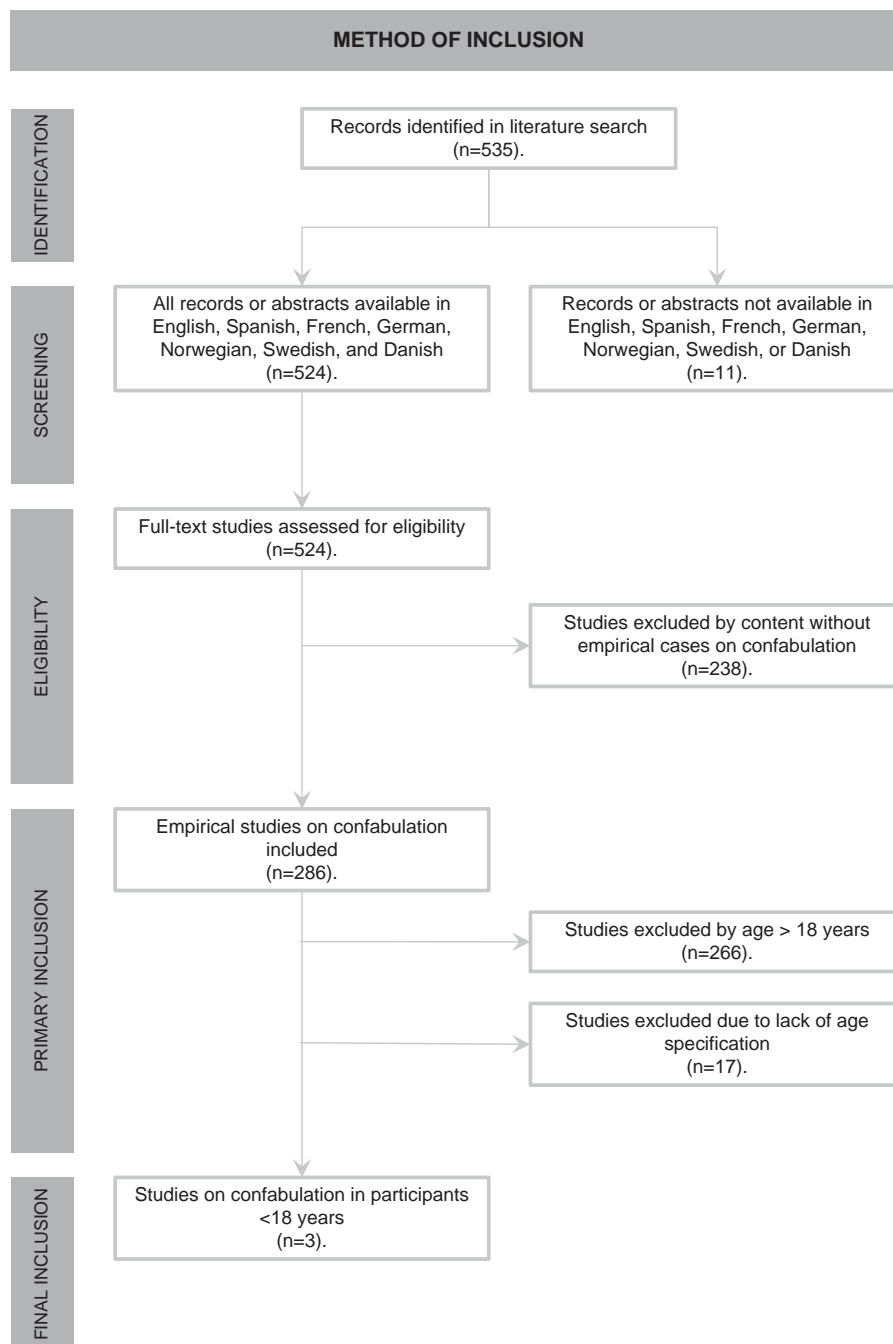 METHOD OF INCLUSION
IDENTIFICATION
Records identified in literature search
(n=535).
SCREENING
All records or abstracts available in
English, Spanish, French, German,
Norwegian, Swedish, and Danish
(n=524).
Records or abstracts not available in
English, Spanish, French, German,
Norwegian, Swedish, or Danish
(n=11).
ELIGIBILITY
Full-text studies assessed for eligibility
(n=524).
Studies excluded by content without
empirical cases on confabulation
(n=238).
PRIMARY INCLUSION
Empirical studies on confabulation
included
(n=286).
Studies excluded by age > 18 years
(n=266).
Studies excluded due to lack of age
specification
(n=17).
FINAL INCLUSION
Studies on confabulation in participants
<18 years
(n=3).